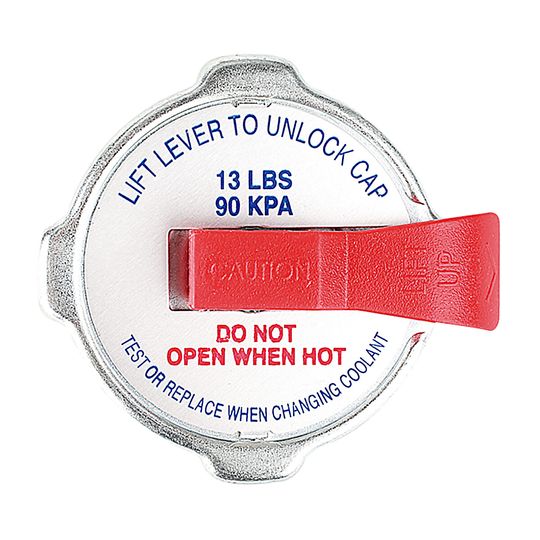 LIFT LEVER TO UNLOCK CAP
13 LBS
90 KPA
CAUTION
LIFT
UP
DO NOT
OPEN WHEN HOT
TEST OR REPLACE WHEN CHANGING COOLANT